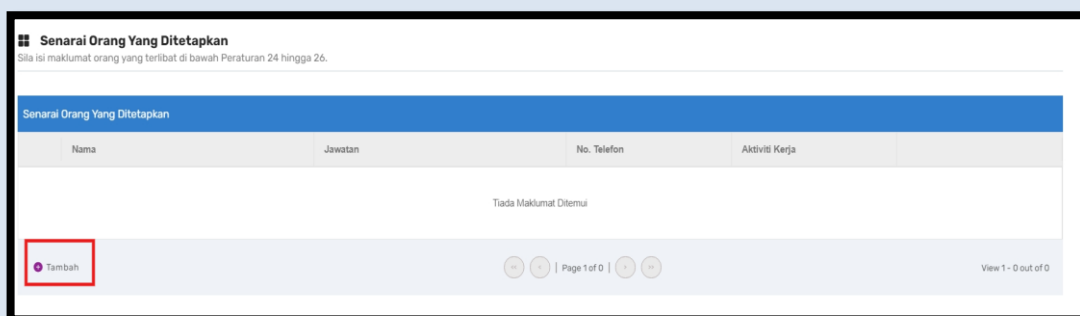 Senarai Orang Yang Ditetapkan
Sila isi maklumat orang yang terlibat di bawah Peraturan 24 hingga 26.
Senarai Orang Yang Ditetapkan
Nama Jawatan No. Telefon Aktiviti Kerja
Tiada Maklumat Ditemui
Tambah | Page 1 of 0 | View 1 - 0 out of 0